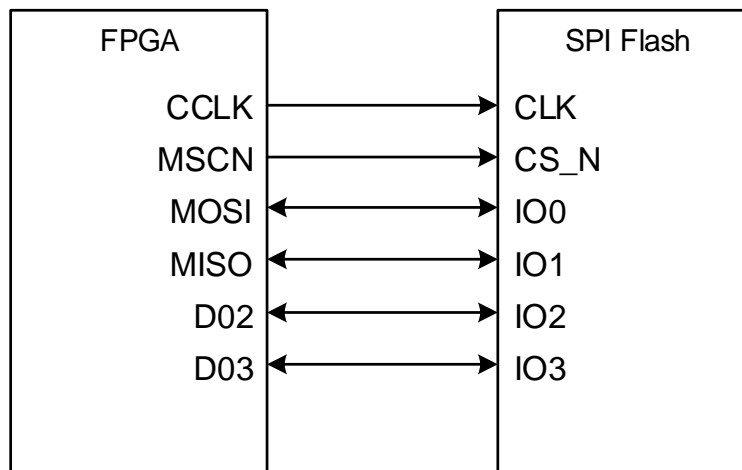 FPGA SPI Flash
CCLK CLK
MSCN CS_N
MOSI IO0
MISO IO1
D02 IO2
D03 IO3